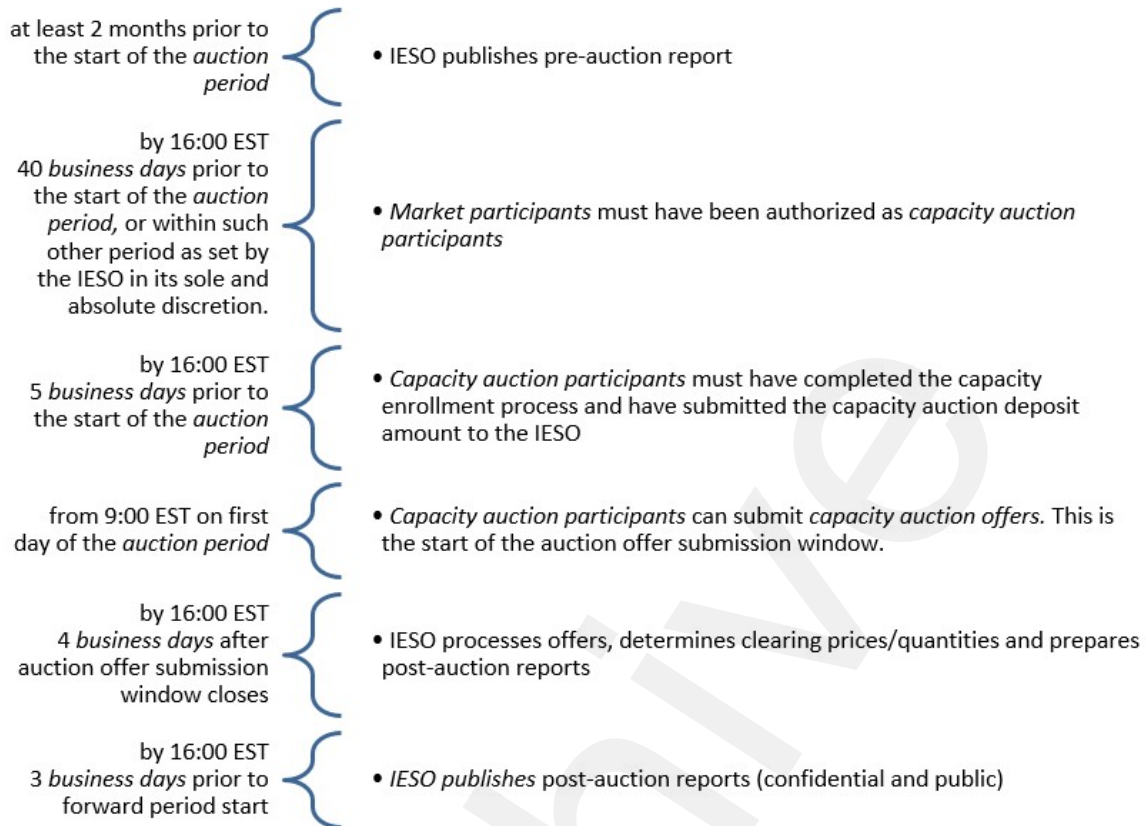 at least 2 months prior to
the start of the auction
period
• IESO publishes pre-auction report
by 16:00 EST
40 business days prior to
the start of the auction
period, or within such
other period as set by
the IESO in its sole and
absolute discretion.
• Market participants must have been authorized as capacity auction
participants
by 16:00 EST
5 business days prior to
the start of the auction
period
• Capacity auction participants must have completed the capacity
enrollment process and have submitted the capacity auction deposit
amount to the IESO
from 9:00 EST on first
day of the auction period
• Capacity auction participants can submit capacity auction offers. This is
the start of the auction offer submission window.
by 16:00 EST
4 business days after
auction offer submission
window closes
• IESO processes offers, determines clearing prices/quantities and prepares
post-auction reports
by 16:00 EST
3 business days prior to
forward period start
• IESO publishes post-auction reports (confidential and public)
hive